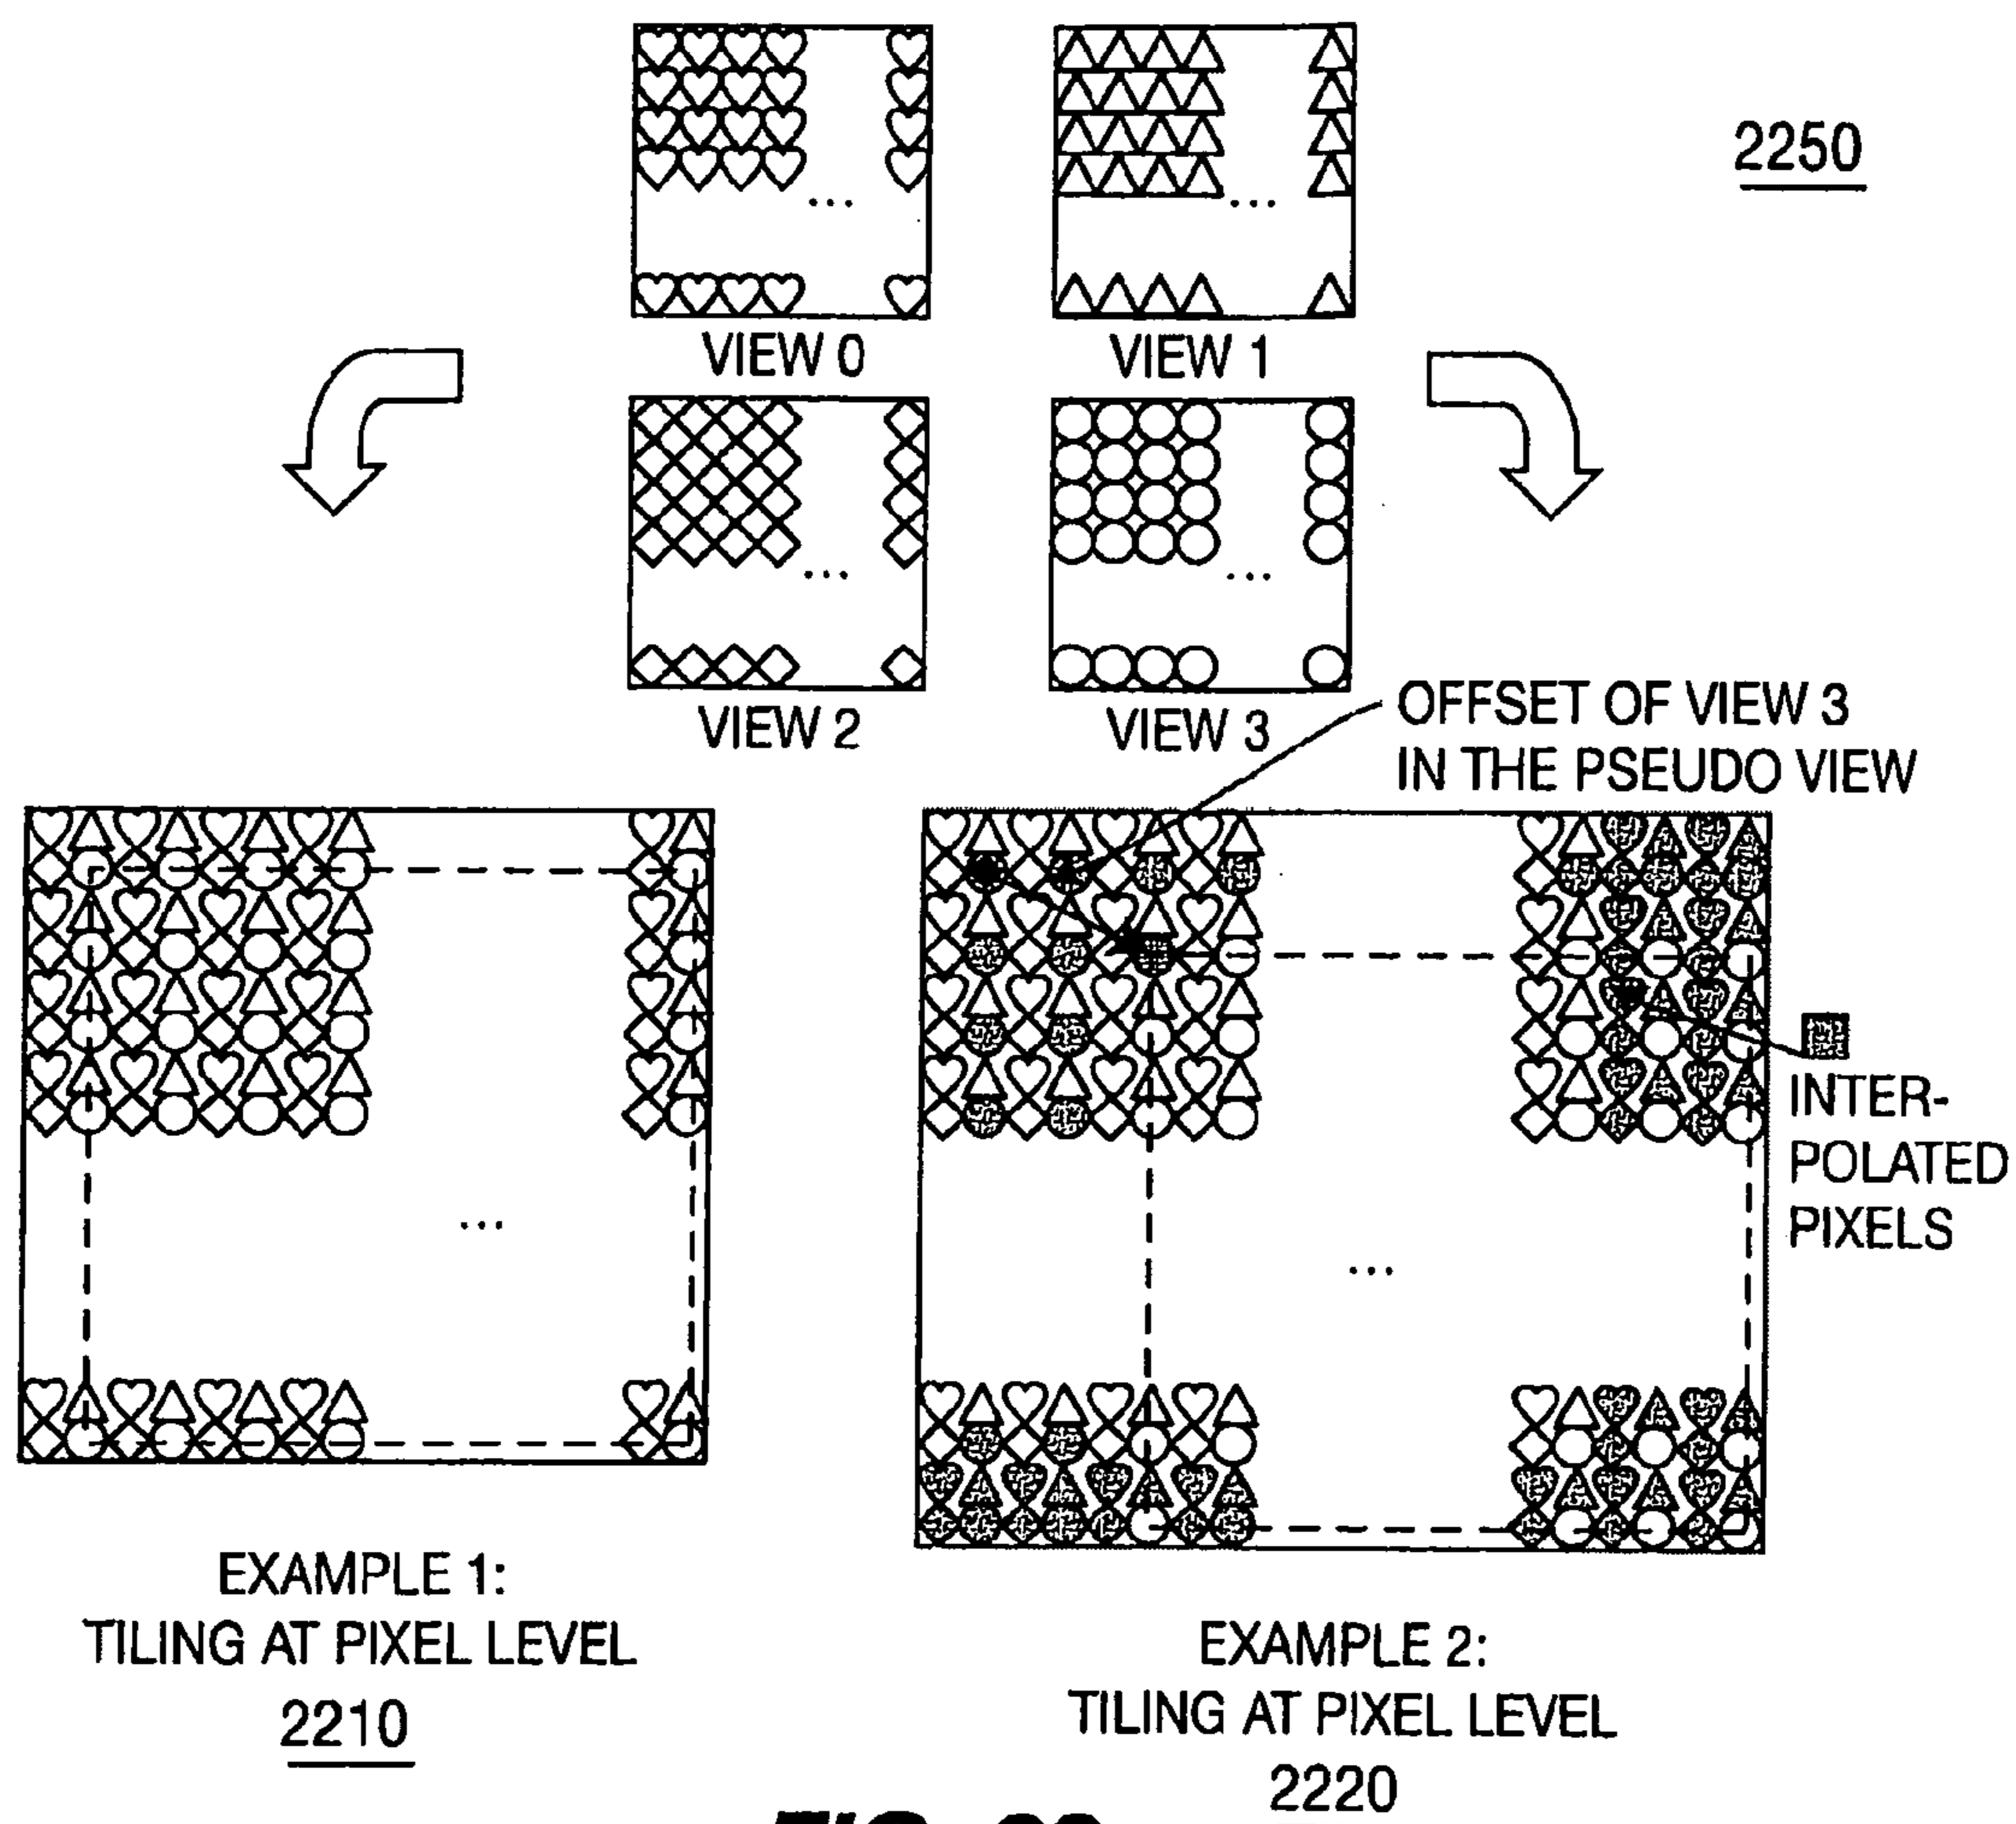 2250
VIEW 0
VIEW 1
...
...
VIEW 2
VIEW 3
...
...
OFFSET OF VIEW 3
IN THE PSEUDO VIEW
INTER-
POLATED
PIXELS
...
...
EXAMPLE 1:
TILING AT PIXEL LEVEL
2210
EXAMPLE 2:
TILING AT PIXEL LEVEL
2220